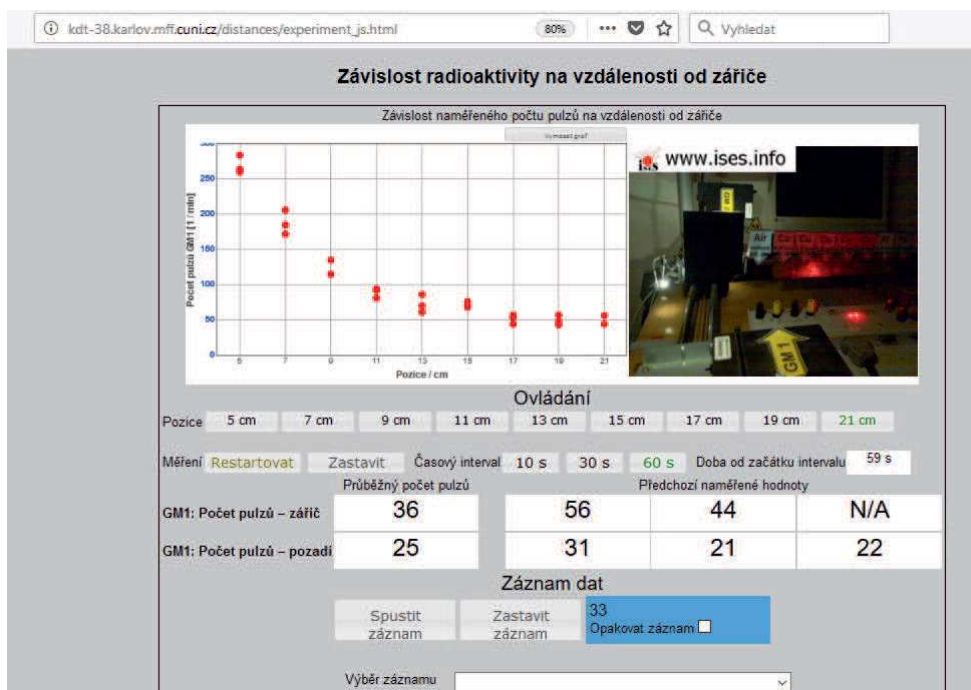 kdt-38.karlov.mff.cuni.cz/distances/experiment_js.html 80% Vyhledat
Závislost radioaktivity na vzdálenosti od zářiče
Závislost naměřeného počtu pulzů na vzdálenosti od zářiče
Vymazat graf
250
200
150
100
50
0
Počet pulzů GM1 [1 / min]
5 7 9 11 13 15 17 19 21
Pozice / cm
www.ises.info
Air
GM 1
Ovládání
Pozice 5 cm 7 cm 9 cm 11 cm 13 cm 15 cm 17 cm 19 cm 21 cm
Měření Restartovat Zastavit Časový interval 10 s 30 s 60 s Doba od začátku intervalu 59 s
Průběžný počet pulzů Předchozí naměřené hodnoty
GM1: Počet pulzů – zářič 36 56 44 N/A
GM1: Počet pulzů – pozadí 25 31 21 22
Záznam dat
Spustit záznam
Zastavit záznam
33
Opakovat záznam
Výběr záznamu